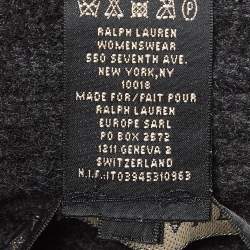 P
RALPH LAUREN
WOMENSWEAR
550 SEVENTH AVE.
NEW YORK, NY
10018
MADE FOR/FAIT POUR
RALPH LAUREN
EUROPE SARL
PO BOX 2572
1211 GENEVA 2
SWITZERLAND
N.I.F.:IT03945310963